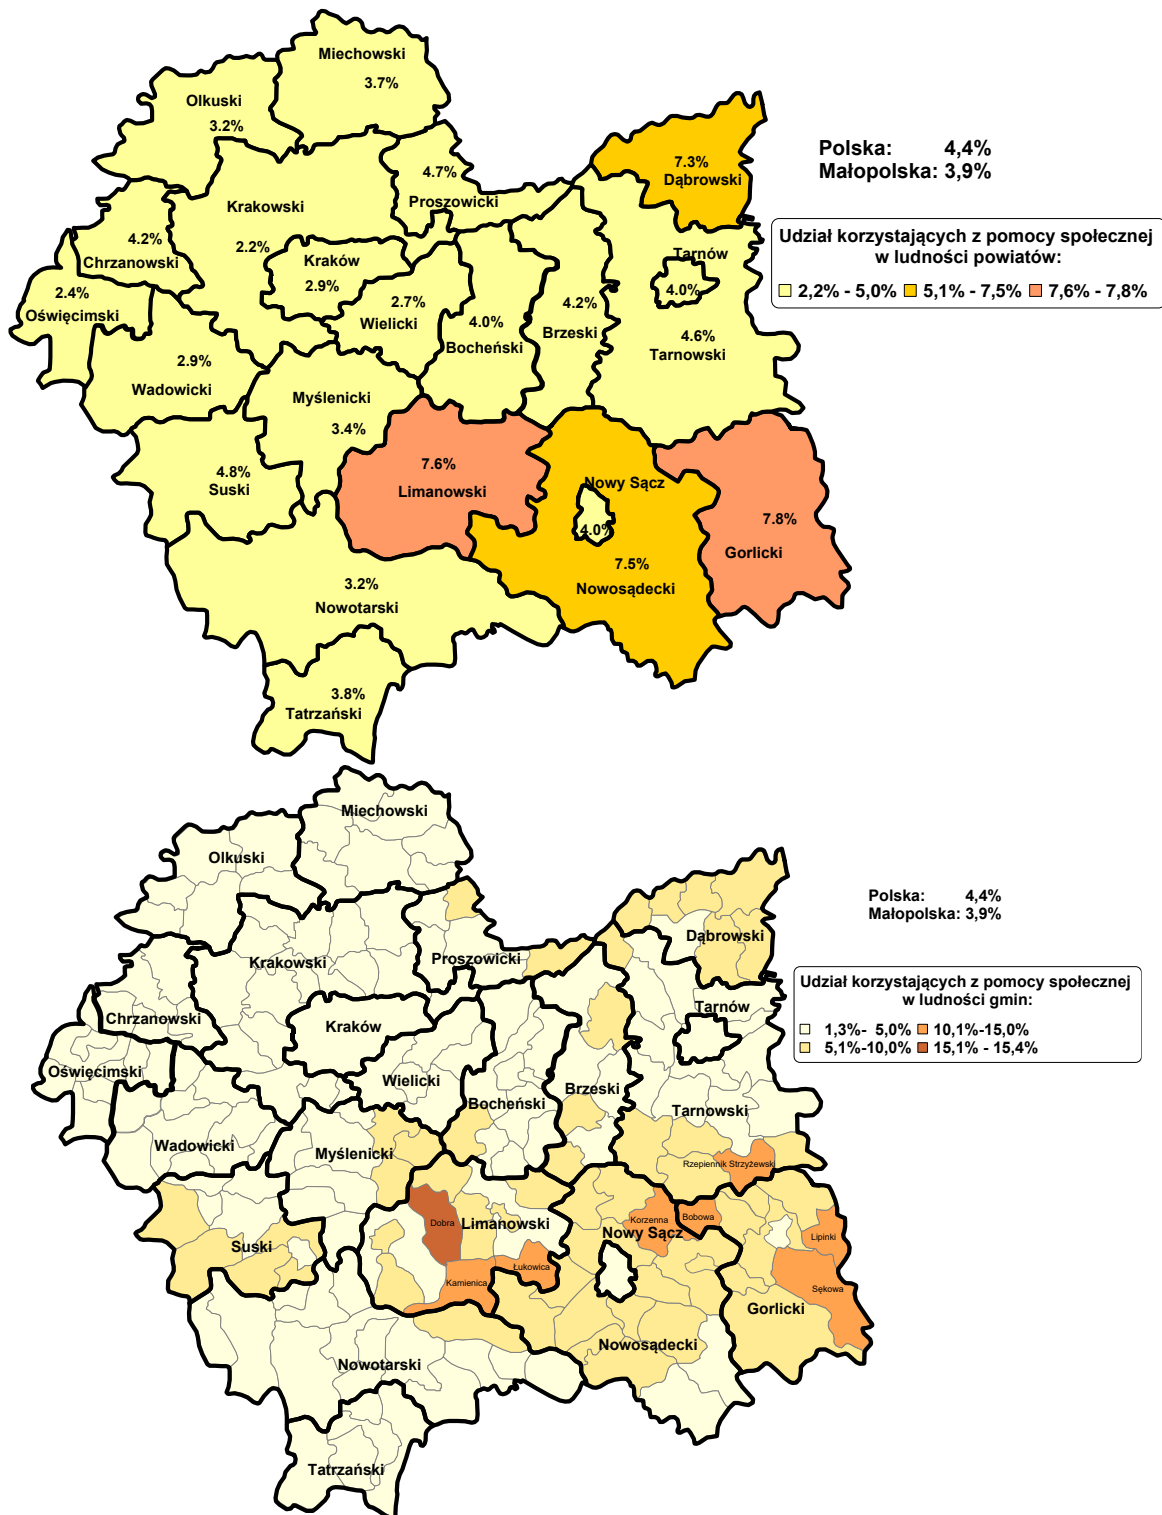 Miechowski
3.7%
Olkuski
3.2%
Polska: 4,4%
Małopolska: 3,9%
7.3%
Dąbrowski
4.7%
Proszowicki
Krakowski
2.2%
4.2%
Chrzanowski
Udział korzystających z pomocy społecznej
w ludności powiatów:
2,2% - 5,0% 5,1% - 7,5% 7,6% - 7,8%
Kraków
2.9%
Tarnów
4.0%
2.4%
Oświęcimski
2.7%
Wielicki
4.0%
Bocheński
4.2%
Brzeski
4.6%
Tarnowski
2.9%
Wadowicki
Myślenicki
3.4%
4.8%
Suski
7.6%
Limanowski
Nowy Sącz
4.0%
7.8%
Gorlicki
7.5%
Nowosądecki
3.2%
Nowotarski
3.8%
Tatrzański
Miechowski
Olkuski
Polska: 4,4%
Małopolska: 3,9%
Dąbrowski
Krakowski
Proszowicki
Udział korzystających z pomocy społecznej
w ludności gmin:
1,3%- 5,0% 10,1%-15,0%
5,1%-10,0% 15,1% - 15,4%
Chrzanowski
Kraków
Tarnów
Oświęcimski
Wielicki
Bocheński
Brzeski
Tarnowski
Wadowicki
Myślenicki
Rzepiennik Strzyżewsk
Dobra
Limanowski
Korzenna
Bobowa
Nowy Sącz
Lipinki
Suski
Łukowica
Kamienica
Sękowa
Gorlicki
Nowosądecki
Nowotarski
Tatrzański